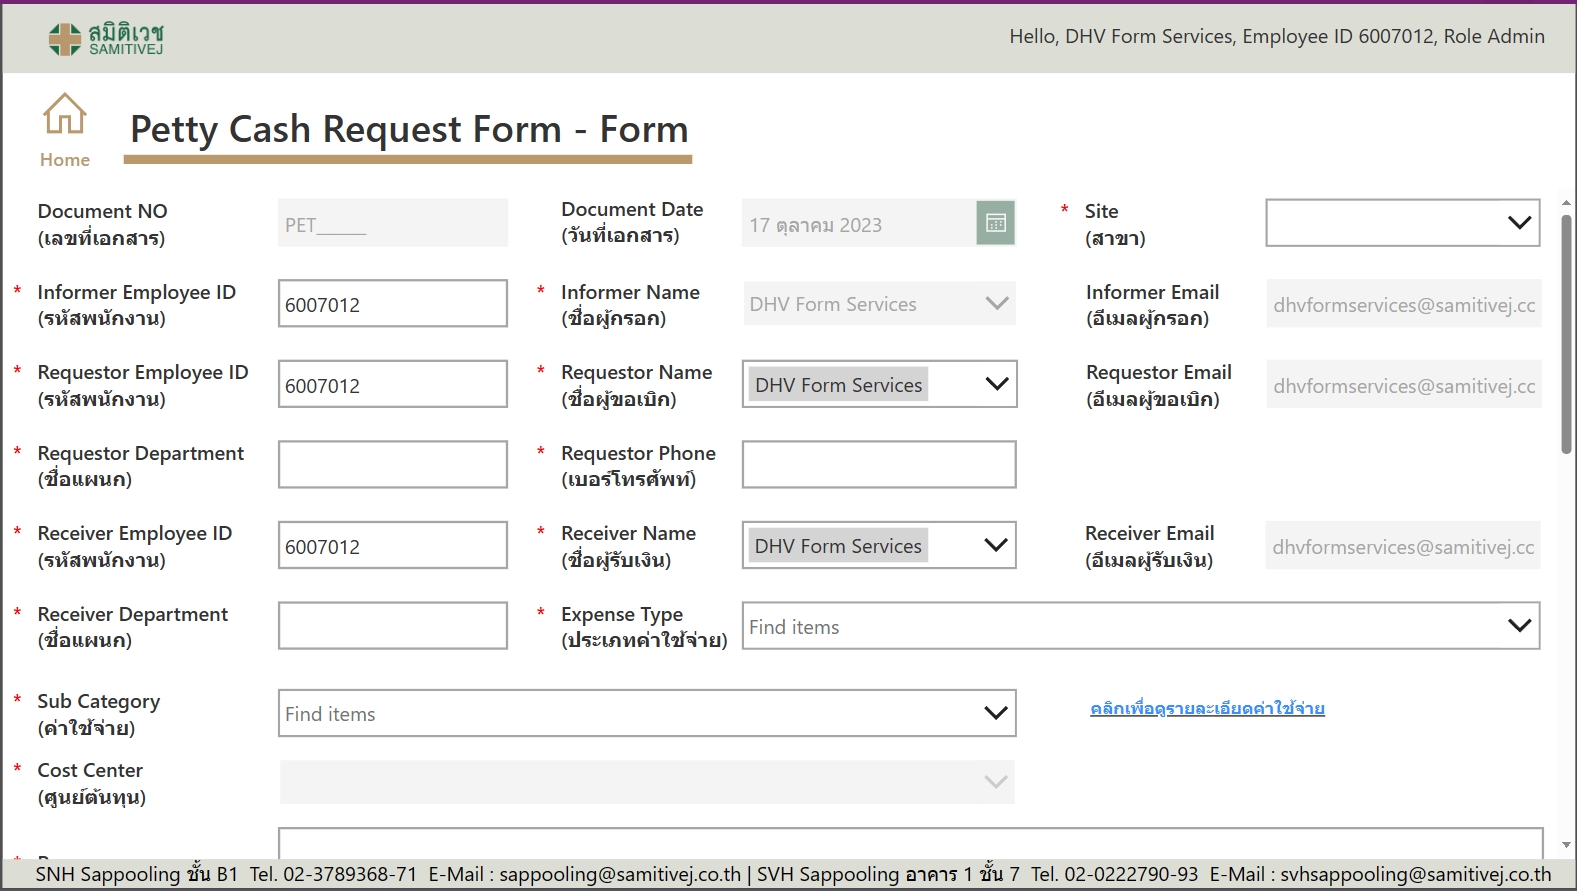 สมิติเวช
SAMITIVEJ
Hello, DHV Form Services, Employee ID 6007012, Role Admin
Home
Petty Cash Request Form - Form
Document NO
(เลขที่เอกสาร)
PET_____
Document Date
(วันที่เอกสาร)
17 ตุลาคม 2023
* Site
(สาขา)
* Informer Employee ID
(รหัสพนักงาน)
6007012
* Informer Name
(ชื่อผู้กรอก)
DHV Form Services
Informer Email
(อีเมลผู้กรอก)
dhvformservices@samitivej.cc
* Requestor Employee ID
(รหัสพนักงาน)
6007012
* Requestor Name
(ชื่อผู้ขอเบิก)
DHV Form Services
Requestor Email
(อีเมลผู้ขอเบิก)
dhvformservices@samitivej.cc
* Requestor Department
(ชื่อแผนก)
* Requestor Phone
(เบอร์โทรศัพท์)
* Receiver Employee ID
(รหัสพนักงาน)
6007012
* Receiver Name
(ชื่อผู้รับเงิน)
DHV Form Services
Receiver Email
(อีเมลผู้รับเงิน)
dhvformservices@samitivej.cc
* Receiver Department
(ชื่อแผนก)
* Expense Type
(ประเภทค่าใช้จ่าย)
Find items
* Sub Category
(ค่าใช้จ่าย)
Find items
คลิกเพื่อดูรายละเอียดค่าใช้จ่าย
* Cost Center
(ศูนย์ต้นทุน)
SNH Sappooling ชั้น B1 Tel. 02-3789368-71 E-Mail : sappooling@samitivej.co.th | SVH Sappooling อาคาร 1 ชั้น 7 Tel. 02-0222790-93 E-Mail : svhsappooling@samitivej.co.th